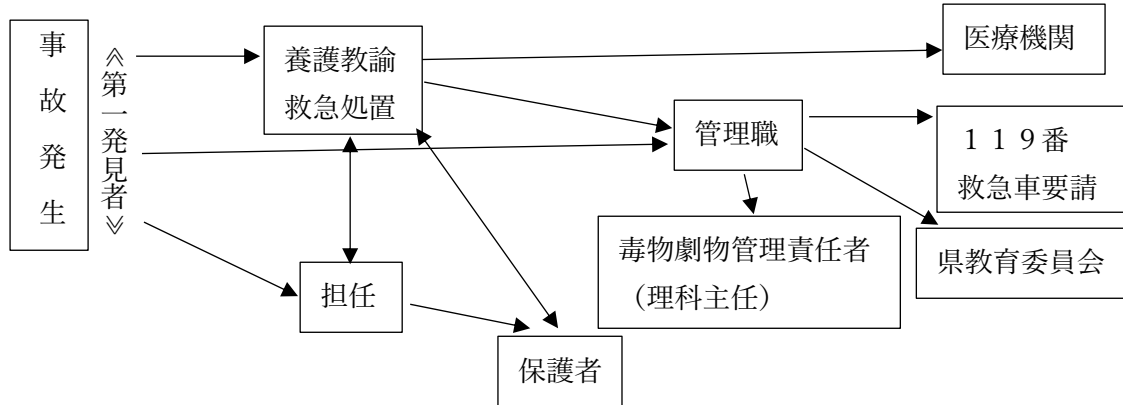 事故発生
≪第一発見者≫
養護教諭
救急処置
医療機関
管理職
１１９番
救急車要請
毒物劇物管理責任者
（理科主任）
県教育委員会
担任
保護者